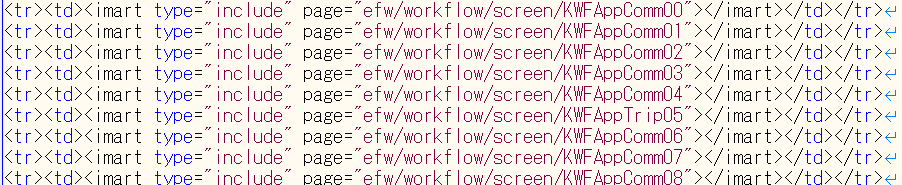 <tr><td><imart type="include" page="efw/workflow/screen/KWFAppComm00"></imart></td></tr>↵
<tr><td><imart type="include" page="efw/workflow/screen/KWFAppComm01"></imart></td></tr>↵
<tr><td><imart type="include" page="efw/workflow/screen/KWFAppComm02"></imart></td></tr>↵
<tr><td><imart type="include" page="efw/workflow/screen/KWFAppComm03"></imart></td></tr>↵
<tr><td><imart type="include" page="efw/workflow/screen/KWFAppComm04"></imart></td></tr>↵
<tr><td><imart type="include" page="efw/workflow/screen/KWFAppTrip05"></imart></td></tr>↵
<tr><td><imart type="include" page="efw/workflow/screen/KWFAppComm06"></imart></td></tr>↵
<tr><td><imart type="include" page="efw/workflow/screen/KWFAppComm07"></imart></td></tr>↵
<tr><td><imart type="include" page="efw/workflow/screen/KWFAppComm08"></imart></td></tr>↵